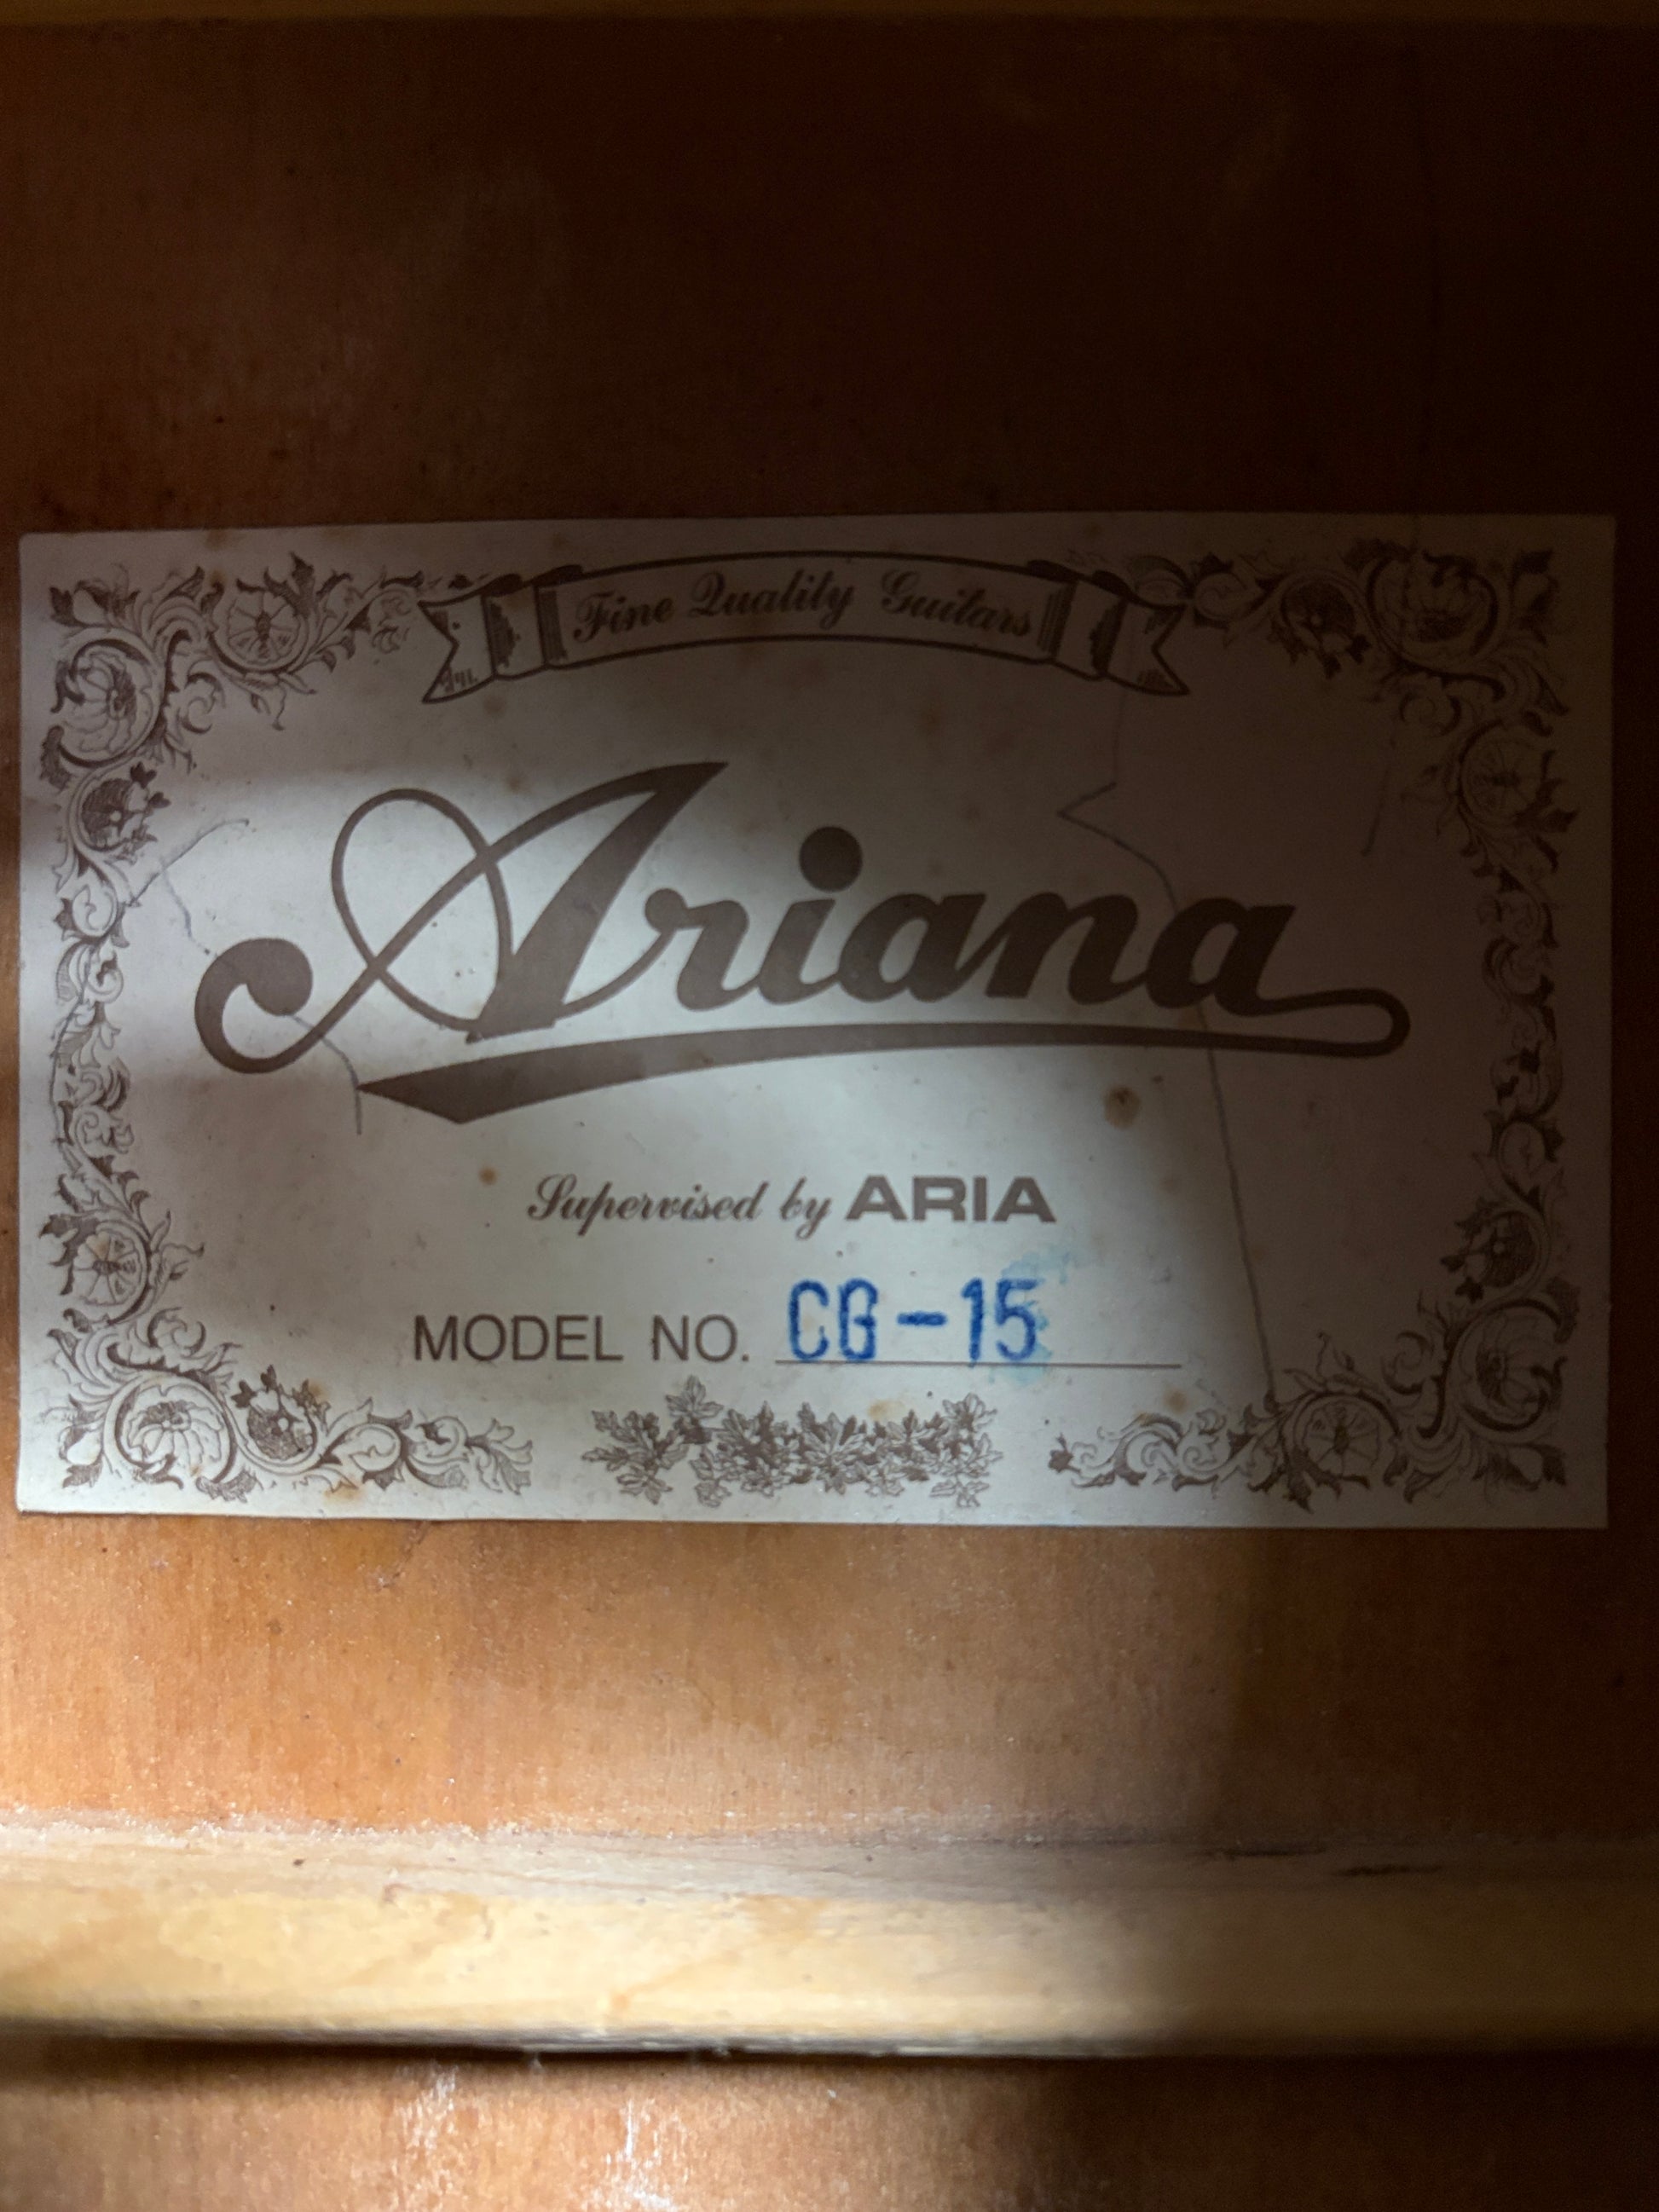 Fine Quality Guitars
Ariana
Supervised by ARIA
MODEL NO. CG-15